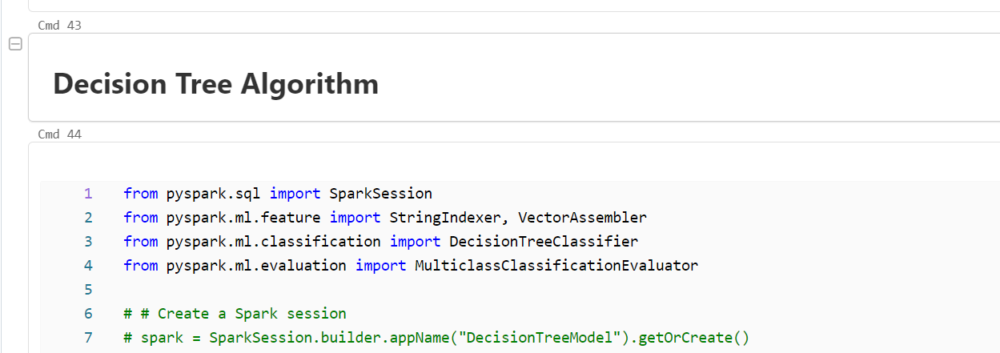 Cmd 43
Decision Tree Algorithm
Cmd 44
1 from pyspark.sql import SparkSession
2 from pyspark.ml.feature import StringIndexer, VectorAssembler
3 from pyspark.ml.classification import DecisionTreeClassifier
4 from pyspark.ml.evaluation import MulticlassClassificationEvaluator
5
6 # # Create a Spark session
7 # spark = SparkSession.builder.appName("DecisionTreeModel").getOrCreate()